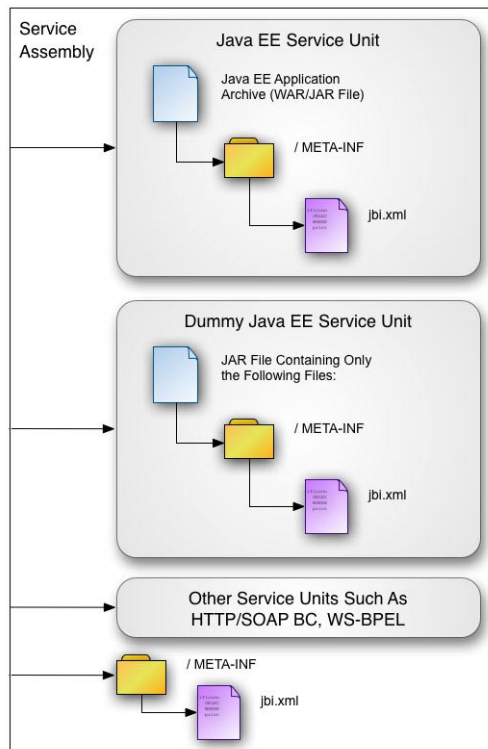 Service
Assembly
Java EE Service Unit
Java EE Application
Archive (WAR/JAR File)
/ META-INF
jbi.xml
Dummy Java EE Service Unit
JAR File Containing Only
the Following Files:
/ META-INF
jbi.xml
Other Service Units Such As
HTTP/SOAP BC, WS-BPEL
/ META-INF
jbi.xml